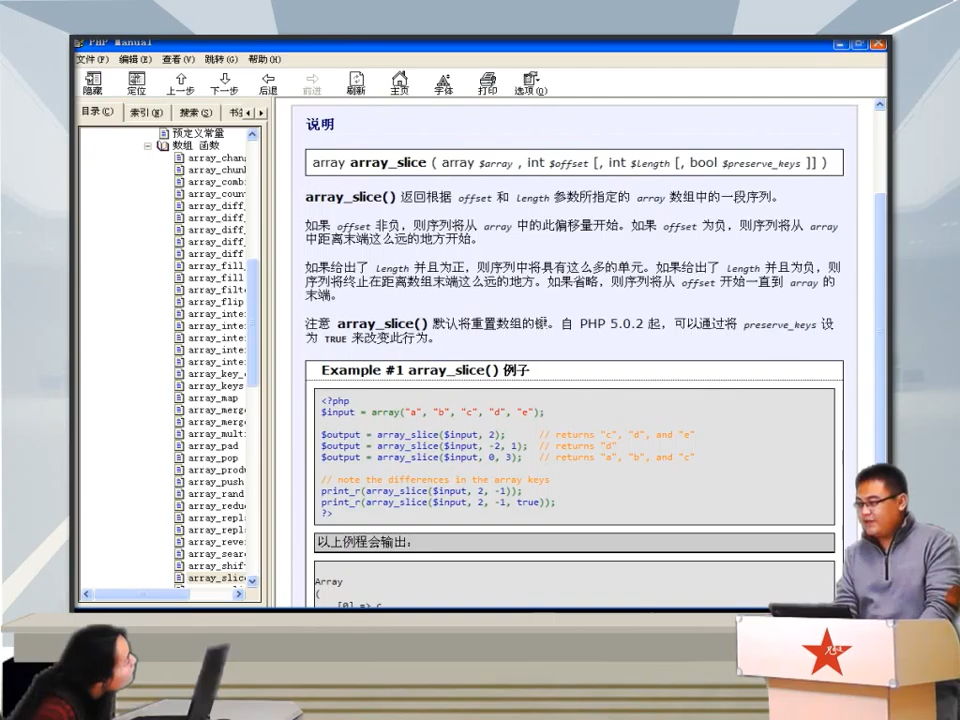 PHP Manual
文件(F) 编辑(E) 查看(V) 跳转(G) 帮助(H)
隐藏 定位 上一步 下一步 后退 前进 刷新 主页 字体 打印 选项(O)
目录(C) 索引(N) 搜索(S) 书
预定义常量
数组 函数
array_chan
array_chun
array_comb
array_coun
array_diff
array_diff_
array_diff_
array_diff_
array_diff
array_fill_
array_fill
array_filt
array_flip
array_inte
array_inte
array_inte
array_inte
array_inte
array_key_
array_keys
array_map
array_merg
array_merg
array_mult
array_pad
array_pop
array_prod
array_push
array_rand
array_redu
array_repl
array_repl
array_reve
array_sear
array_shif
array_slic
说明
array array_slice ( array $array , int $offset [, int $length [, bool $preserve_keys ]] )
array_slice() 返回根据 offset 和 length 参数所指定的 array 数组中的一段序列。
如果 offset 非负，则序列将从 array 中的此偏移量开始。如果 offset 为负，则序列将从 array
中距离末端这么远的地方开始。
如果给出了 length 并且为正，则序列中将具有这么多的单元。如果给出了 length 并且为负，则
序列将终止在距离数组末端这么远的地方。如果省略，则序列将从 offset 开始一直到 array 的
末端。
注意 array_slice() 默认将重置数组的键。自 PHP 5.0.2 起，可以通过将 preserve_keys 设
为 TRUE 来改变此行为。
Example #1 array_slice() 例子
<?php
$input = array("a", "b", "c", "d", "e");
$output = array_slice($input, 2); // returns "c", "d", and "e"
$output = array_slice($input, -2, 1); // returns "d"
$output = array_slice($input, 0, 3); // returns "a", "b", and "c"
// note the differences in the array keys
print_r(array_slice($input, 2, -1));
print_r(array_slice($input, 2, -1, true));
?>
以上例程会输出：
Array
(
[0] => c